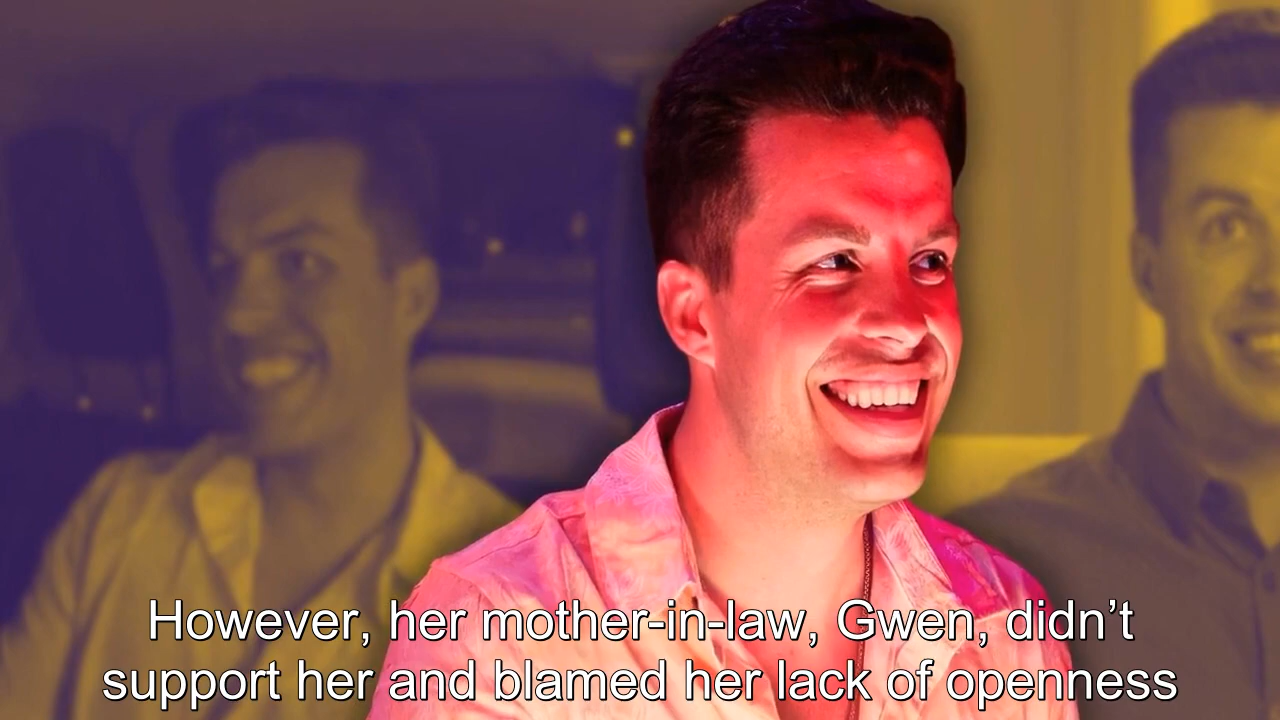 However, her mother-in-law, Gwen, didn’t
support her and blamed her lack of openness